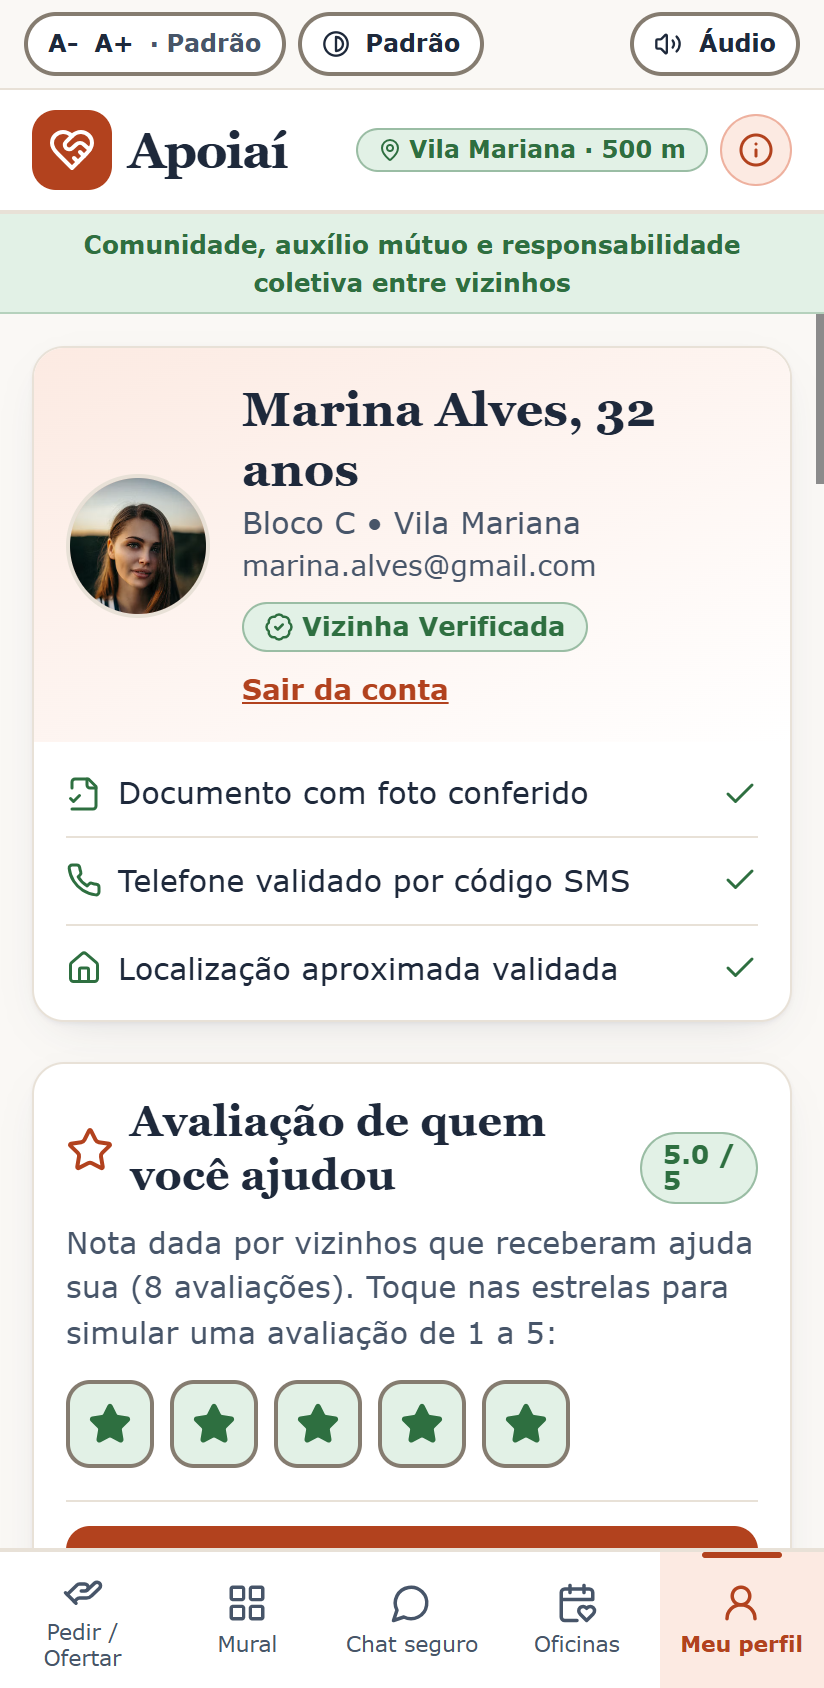 A- A+ · Padrão
Padrão
Áudio
Apoiaí
Vila Mariana · 500 m
Comunidade, auxílio mútuo e responsabilidade
coletiva entre vizinhos
Marina Alves, 32
anos
Bloco C • Vila Mariana
marina.alves@gmail.com
Vizinha Verificada
Sair da conta
Documento com foto conferido
Telefone validado por código SMS
Localização aproximada validada
Avaliação de quem
você ajudou
5.0 /
5
Nota dada por vizinhos que receberam ajuda
sua (8 avaliações). Toque nas estrelas para
simular uma avaliação de 1 a 5:
Pedir /
Ofertar
Mural
Chat seguro
Oficinas
Meu perfil